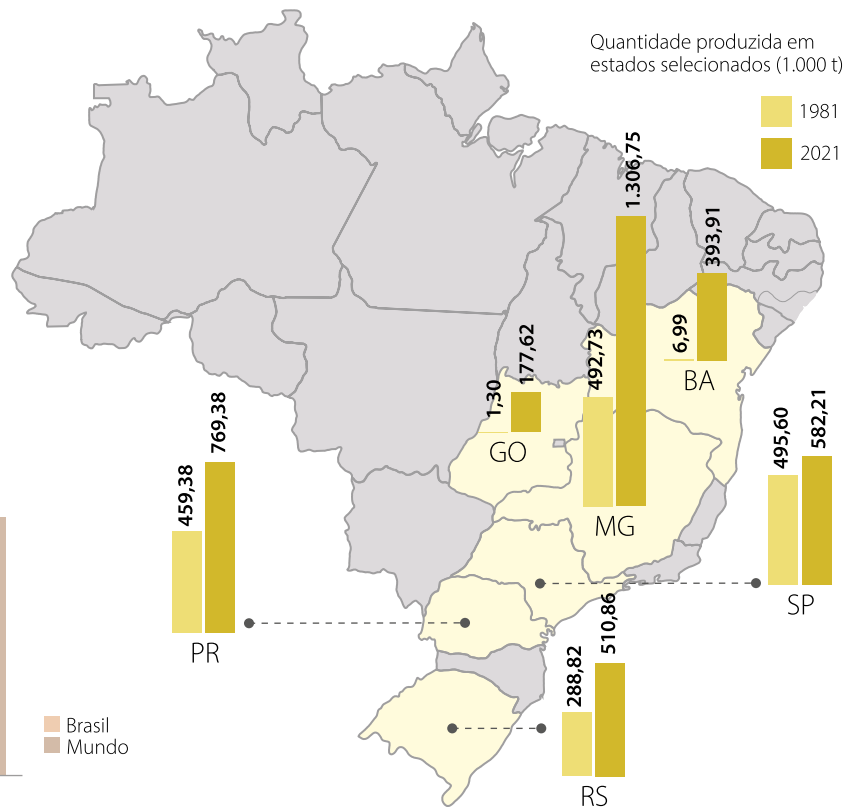 Quantidade produzida em
estados selecionados (1.000 t)
1981
2021
1.306,75
393,91
6,99
BA
492,73
177,62
1,30
GO
MG
769,38
459,38
PR
495,60
582,21
SP
510,86
288,82
RS
Brasil
Mundo